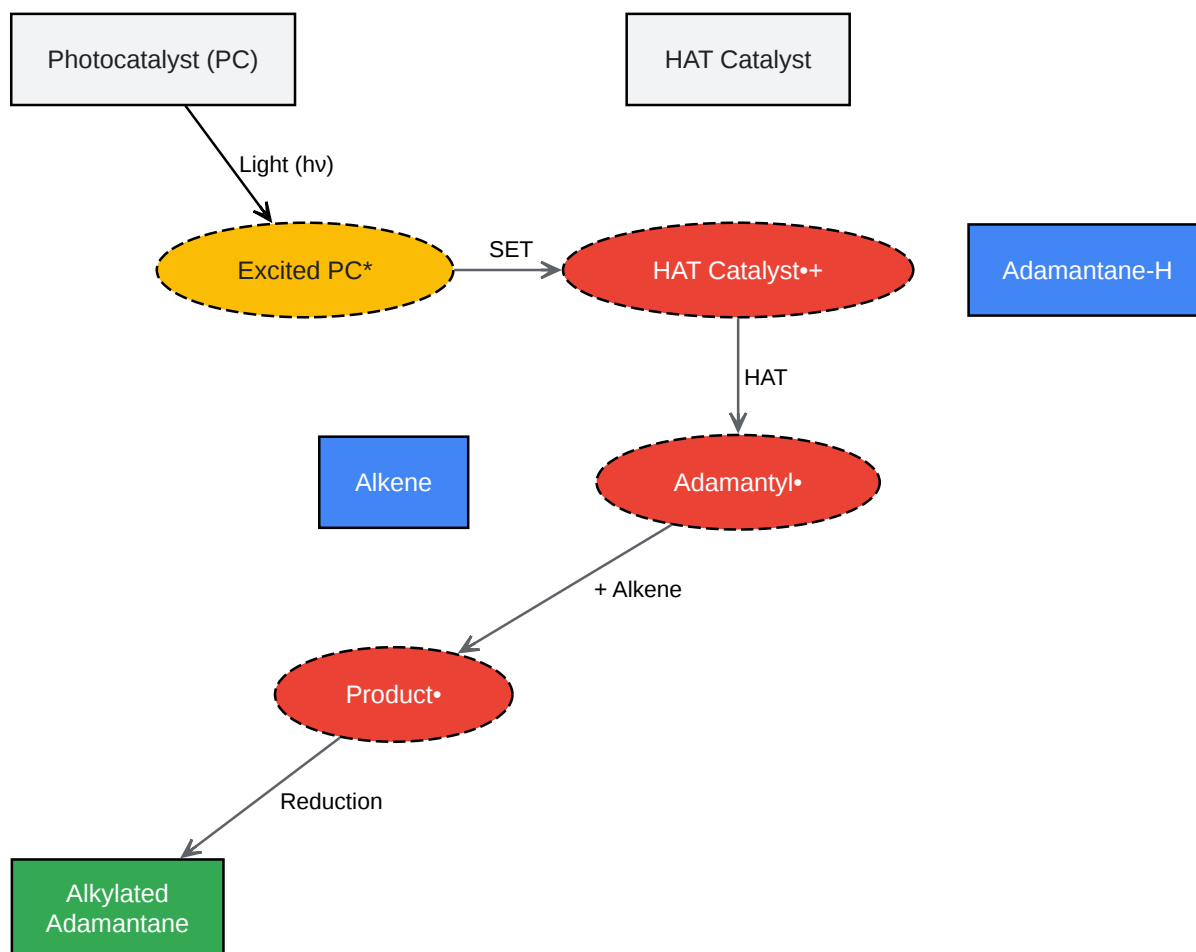 Photocatalyst (PC)
HAT Catalyst
Light (hν)
Excited PC*
SET
HAT Catalyst•+
Adamantane-H
HAT
Alkene
Adamantyl•
+ Alkene
Product•
Reduction
Alkylated
Adamantane